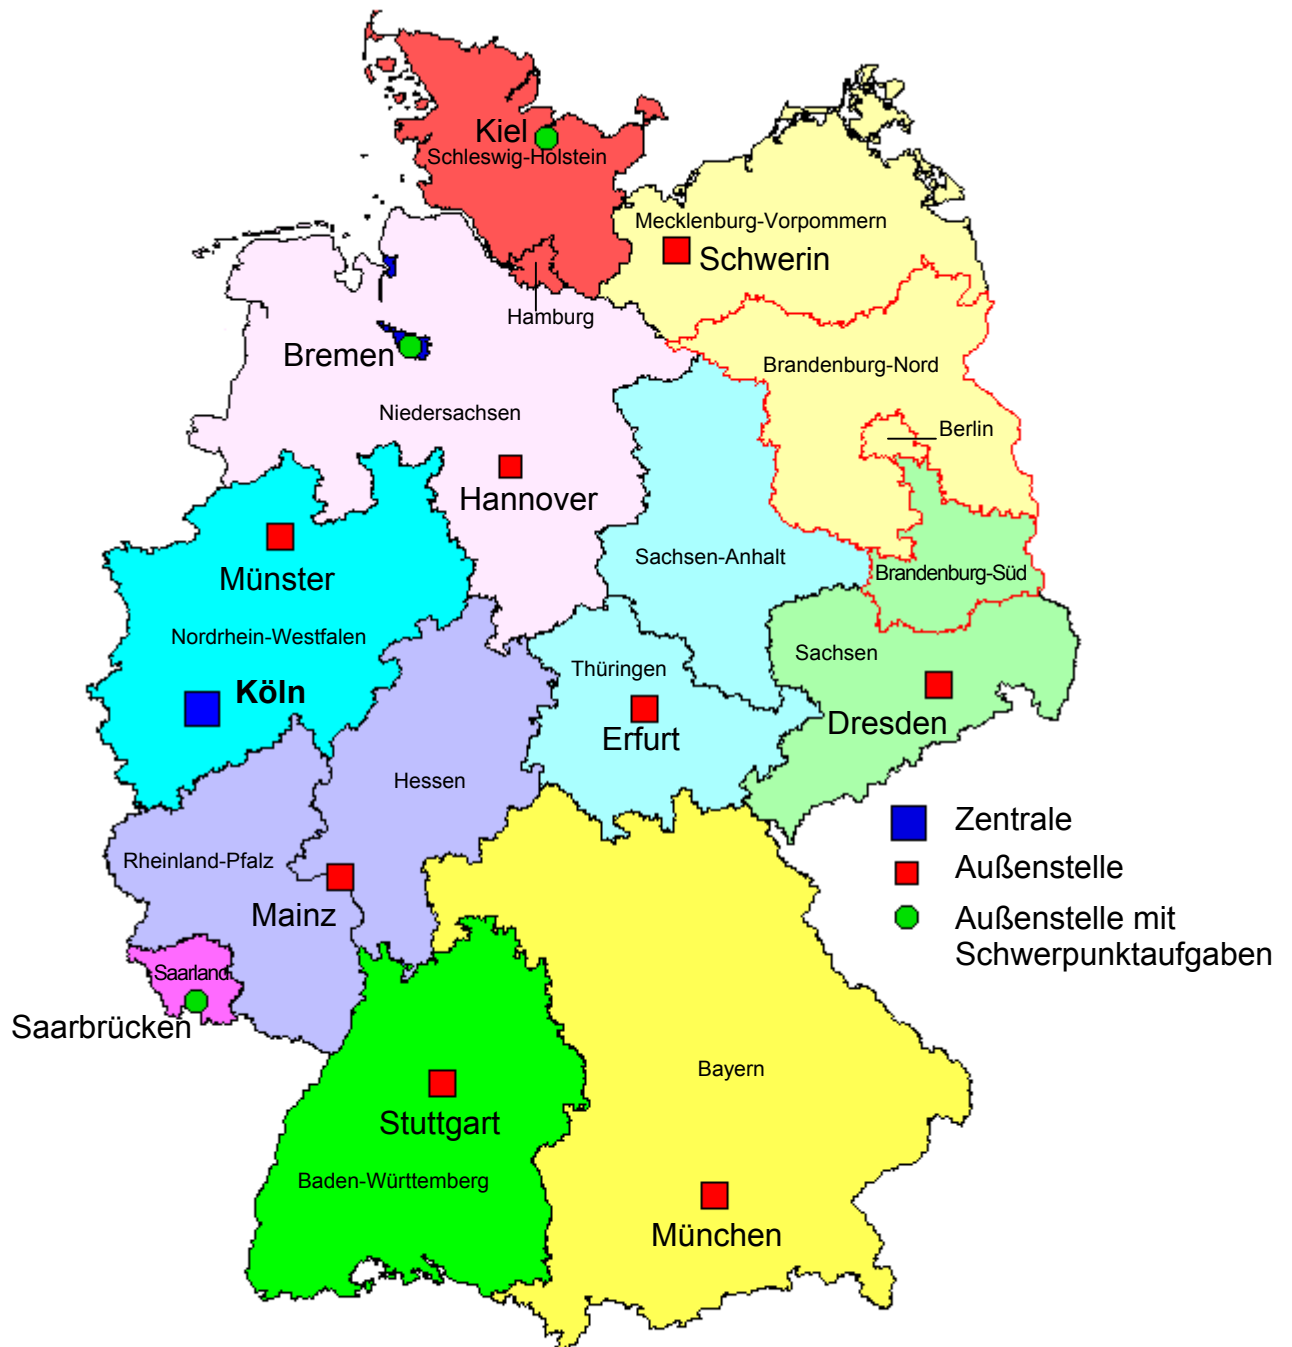 Kiel
Schleswig-Holstein
Mecklenburg-Vorpommern
Schwerin
Hamburg
Bremen
Brandenburg-Nord
Niedersachsen
Berlin
Hannover
Münster
Sachsen-Anhalt
Brandenburg-Süd
Nordrhein-Westfalen
Sachsen
Thüringen
Köln
Dresden
Erfurt
Hessen
Zentrale
Rheinland-Pfalz
Außenstelle
Mainz
Außenstelle mit
Schwerpunktaufgaben
Saarland
Saarbrücken
Bayern
Stuttgart
Baden-Württemberg
München